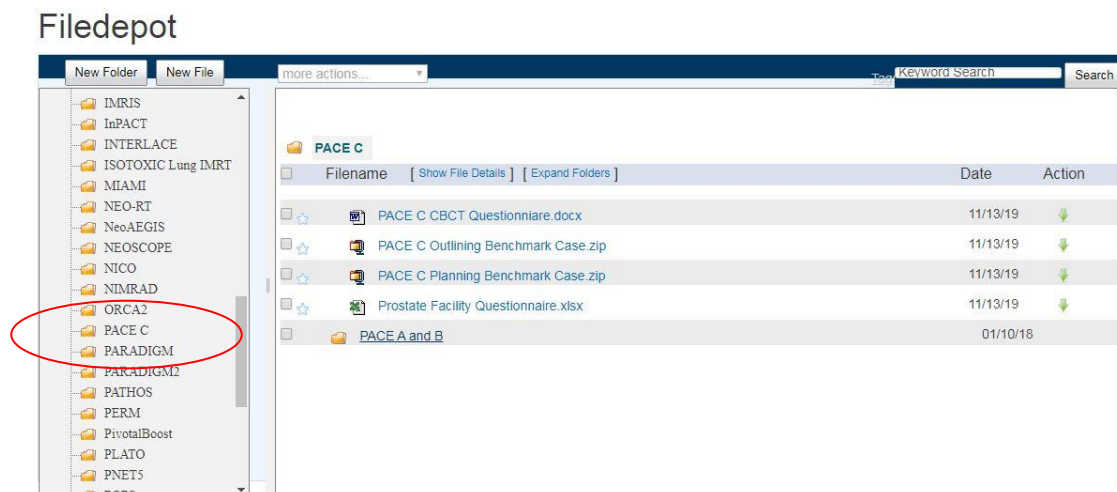 Filedepot
New Folder New File more actions... Tag Keyword Search Search
IMRIS
InPACT
INTERLACE
ISOTOXIC Lung IMRT
MIAMI
NEO-RT
NeoAEGIS
NEOSCOPE
NICO
NIMRAD
ORCA2
PACE C
PARADIGM
PARADIGM2
PATHOS
PERM
PivotalBoost
PLATO
PNET5
PACE C
Filename [ Show File Details ] [ Expand Folders ] Date Action
PACE C CBCT Questionniare.docx 11/13/19
PACE C Outlining Benchmark Case.zip 11/13/19
PACE C Planning Benchmark Case.zip 11/13/19
Prostate Facility Questionnaire.xlsx 11/13/19
PACE A and B 01/10/18